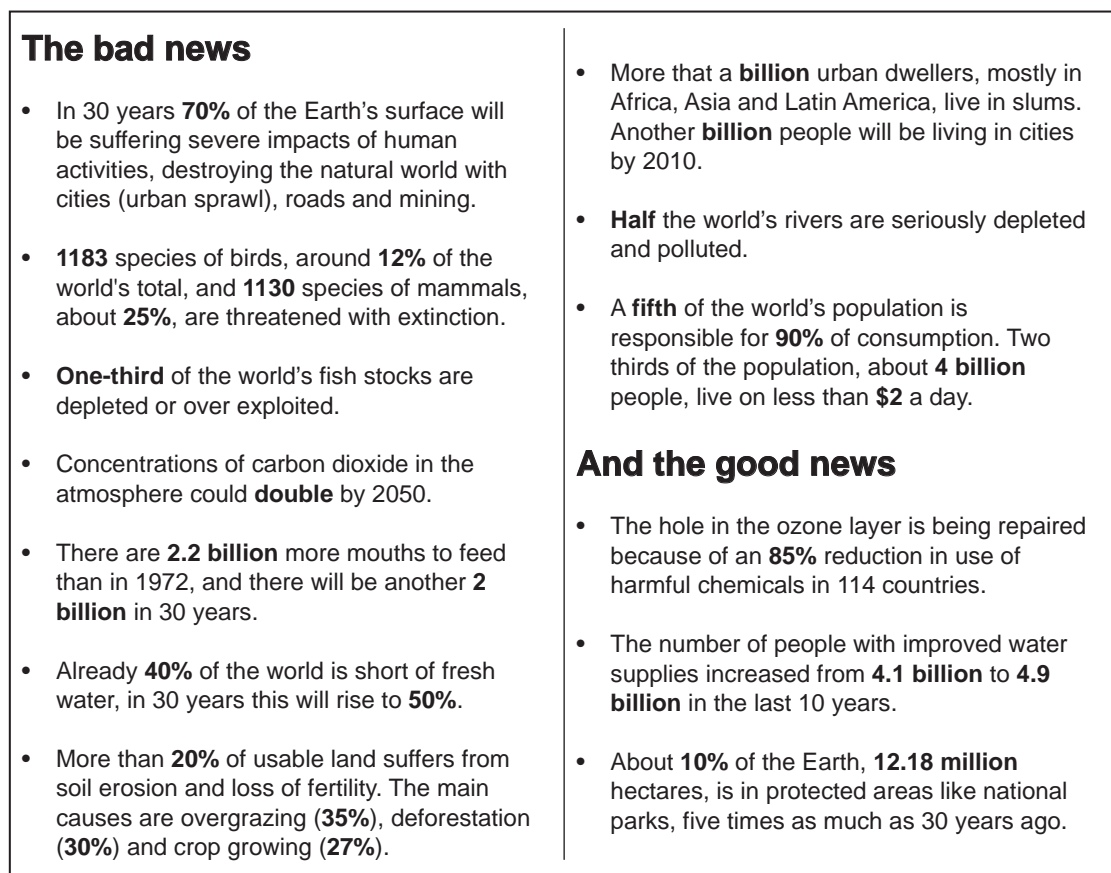 The bad news
• In 30 years 70% of the Earth’s surface will
be suffering severe impacts of human
activities, destroying the natural world with
cities (urban sprawl), roads and mining.
• 1183 species of birds, around 12% of the
world's total, and 1130 species of mammals,
about 25%, are threatened with extinction.
• One-third of the world’s fish stocks are
depleted or over exploited.
• Concentrations of carbon dioxide in the
atmosphere could double by 2050.
• There are 2.2 billion more mouths to feed
than in 1972, and there will be another 2
billion in 30 years.
• Already 40% of the world is short of fresh
water, in 30 years this will rise to 50%.
• More than 20% of usable land suffers from
soil erosion and loss of fertility. The main
causes are overgrazing (35%), deforestation
(30%) and crop growing (27%).
• More that a billion urban dwellers, mostly in
Africa, Asia and Latin America, live in slums.
Another billion people will be living in cities
by 2010.
• Half the world’s rivers are seriously depleted
and polluted.
• A fifth of the world’s population is
responsible for 90% of consumption. Two
thirds of the population, about 4 billion
people, live on less than $2 a day.
And the good news
• The hole in the ozone layer is being repaired
because of an 85% reduction in use of
harmful chemicals in 114 countries.
• The number of people with improved water
supplies increased from 4.1 billion to 4.9
billion in the last 10 years.
• About 10% of the Earth, 12.18 million
hectares, is in protected areas like national
parks, five times as much as 30 years ago.